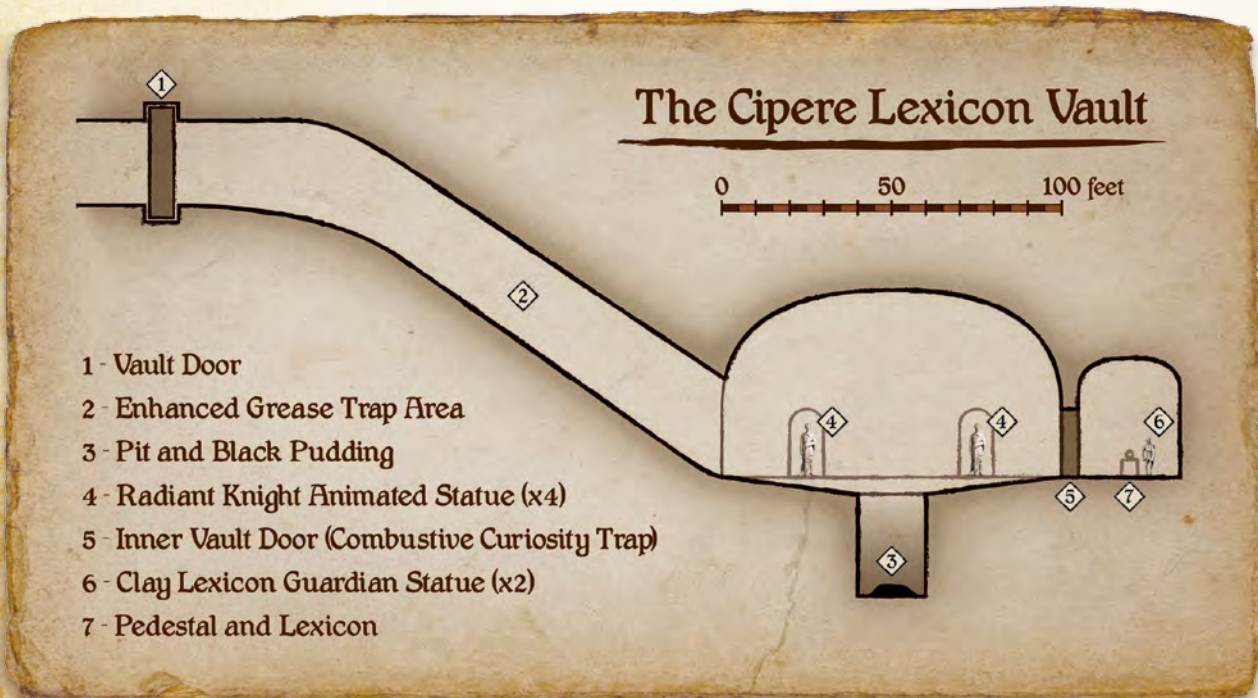 1
The Cipere Lexicon Vault
0 50 100 feet
2
1 - Vault Door
2 - Enhanced Grease Trap Area
3 - Pit and Black Pudding
4 - Radiant Knight Animated Statue (x4)
5 - Inner Vault Door (Combustive Curiosity Trap)
6 - Clay Lexicon Guardian Statue (x2)
7 - Pedestal and Lexicon
4 4 6
5 7
3